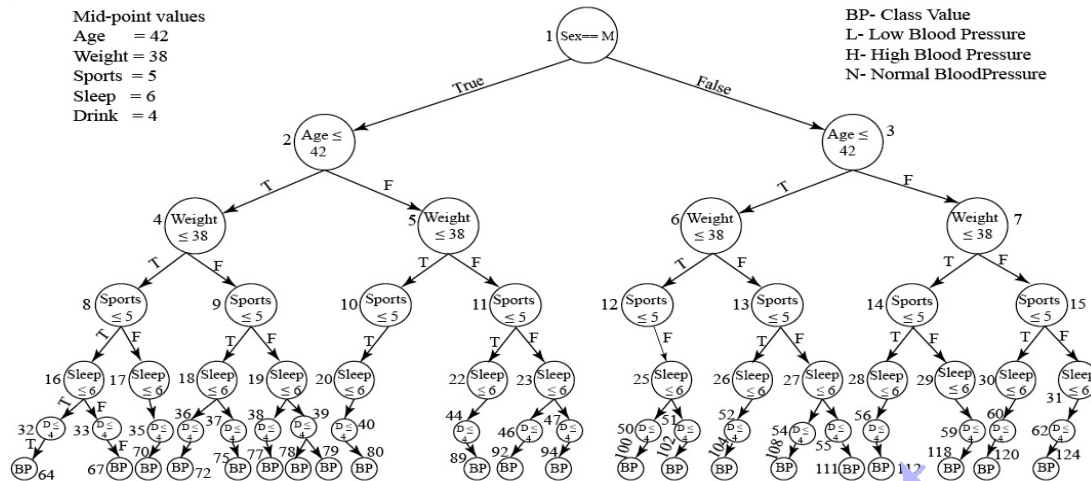 Mid-point values
Age = 42
Weight = 38
Sports = 5
Sleep = 6
Drink = 4
BP- Class Value
L- Low Blood Pressure
H- High Blood Pressure
N- Normal BloodPressure
1 Sex== M
True False
2 Age ≤ 42
3 Age ≤ 42
T F T F
4 Weight ≤ 38
5 Weight ≤ 38
6 Weight ≤38
7 Weight ≤ 38
T F T F T F T F
8 Sports ≤ 5
9 Sports ≤ 5
10 Sports ≤ 5
11 Sports ≤ 5
12 Sports ≤ 5
13 Sports ≤ 5
14 Sports ≤ 5
15 Sports ≤ 5
T F T F T F F T F T F T F
16 Sleep ≤6
17 Sleep ≤6
18 Sleep ≤6
19 Sleep ≤6
20 Sleep ≤6
22 Sleep ≤6
23 Sleep ≤6
25 Sleep ≤6
26 Sleep ≤6
27 Sleep ≤6
28 Sleep ≤6
29 Sleep ≤6
30 Sleep ≤6
31 Sleep ≤6
T F
32 D ≤ 4
33 D ≤ 4
35 D ≤ 4
36 D ≤ 4
37 D ≤ 4
38 D ≤ 4
39 D ≤ 4
40 D ≤ 4
44 D ≤ 4
46 D ≤ 4
47 D ≤ 4
50 D ≤ 4
51 D ≤ 4
52 D ≤ 4
54 D ≤ 4
55 D ≤ 4
56 D ≤ 4
59 D ≤ 4
60 D ≤ 4
62 D ≤ 4
T F
BP 64
BP 67
BP 70
BP 72
BP 75
BP 77
BP 78
BP 79
BP 80
BP 89
BP 92
BP 94
BP 100
BP 102
BP 104
BP 108
BP 111
BP 112
BP 118
BP 120
BP 124